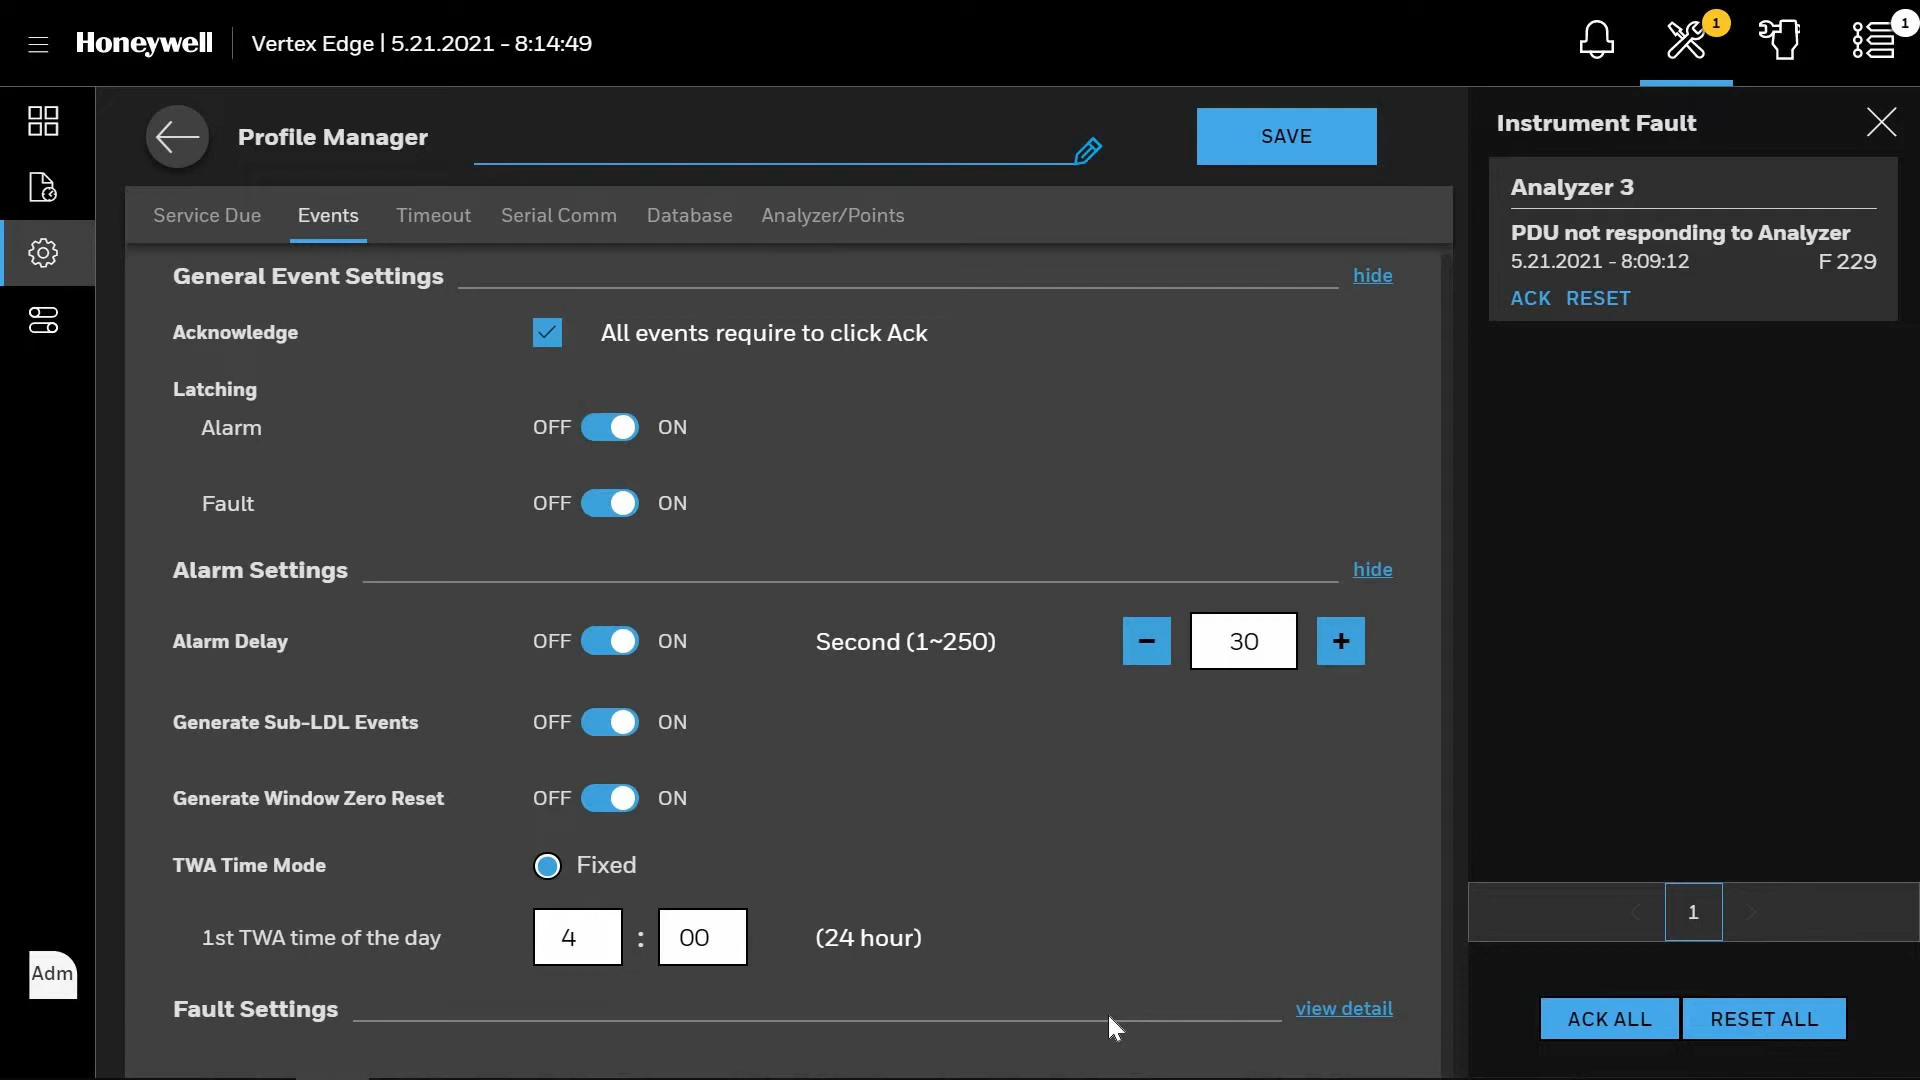 Honeywell Vertex Edge | 5.21.2021 - 8:14:49 1 1
Profile Manager SAVE
Service Due Events Timeout Serial Comm Database Analyzer/Points
General Event Settings hide
Acknowledge All events require to click Ack
Latching
Alarm OFF ON
Fault OFF ON
Alarm Settings hide
Alarm Delay OFF ON Second (1~250) - 30 +
Generate Sub-LDL Events OFF ON
Generate Window Zero Reset OFF ON
TWA Time Mode Fixed
1st TWA time of the day 4 : 00 (24 hour)
Fault Settings view detail
Adm
Instrument Fault
Analyzer 3
PDU not responding to Analyzer
5.21.2021 - 8:09:12 F 229
ACK RESET
< 1 >
ACK ALL RESET ALL